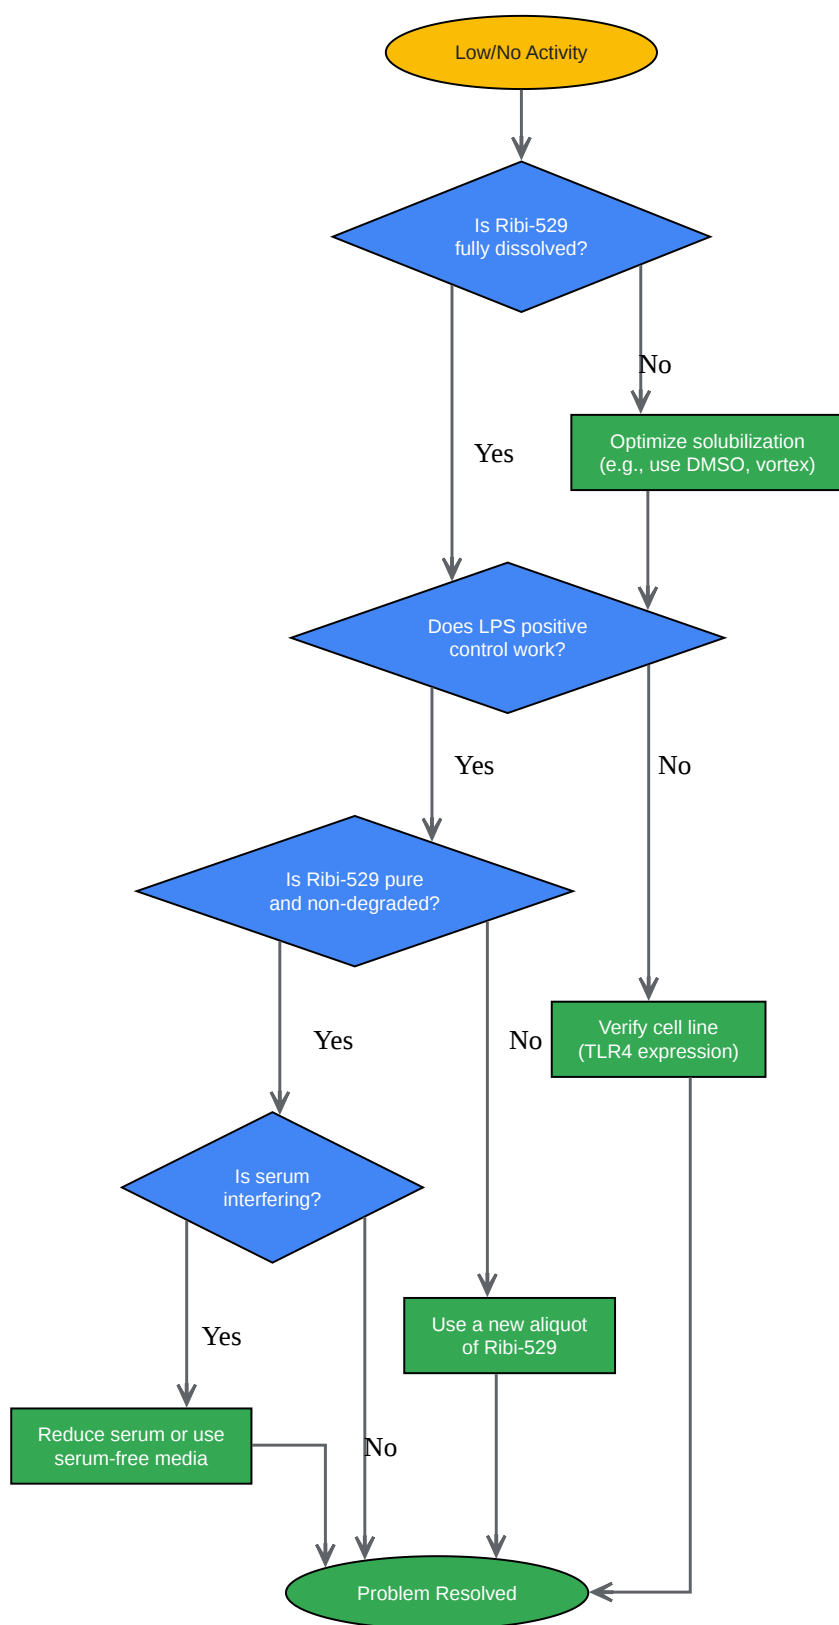 Low/No Activity
Is Ribi-529
fully dissolved?
No
Optimize solubilization
(e.g., use DMSO, vortex)
Yes
Does LPS positive
control work?
Yes
No
Is Ribi-529 pure
and non-degraded?
Yes
No
Verify cell line
(TLR4 expression)
Is serum
interfering?
Yes
Use a new aliquot
of Ribi-529
Reduce serum or use
serum-free media
No
Problem Resolved